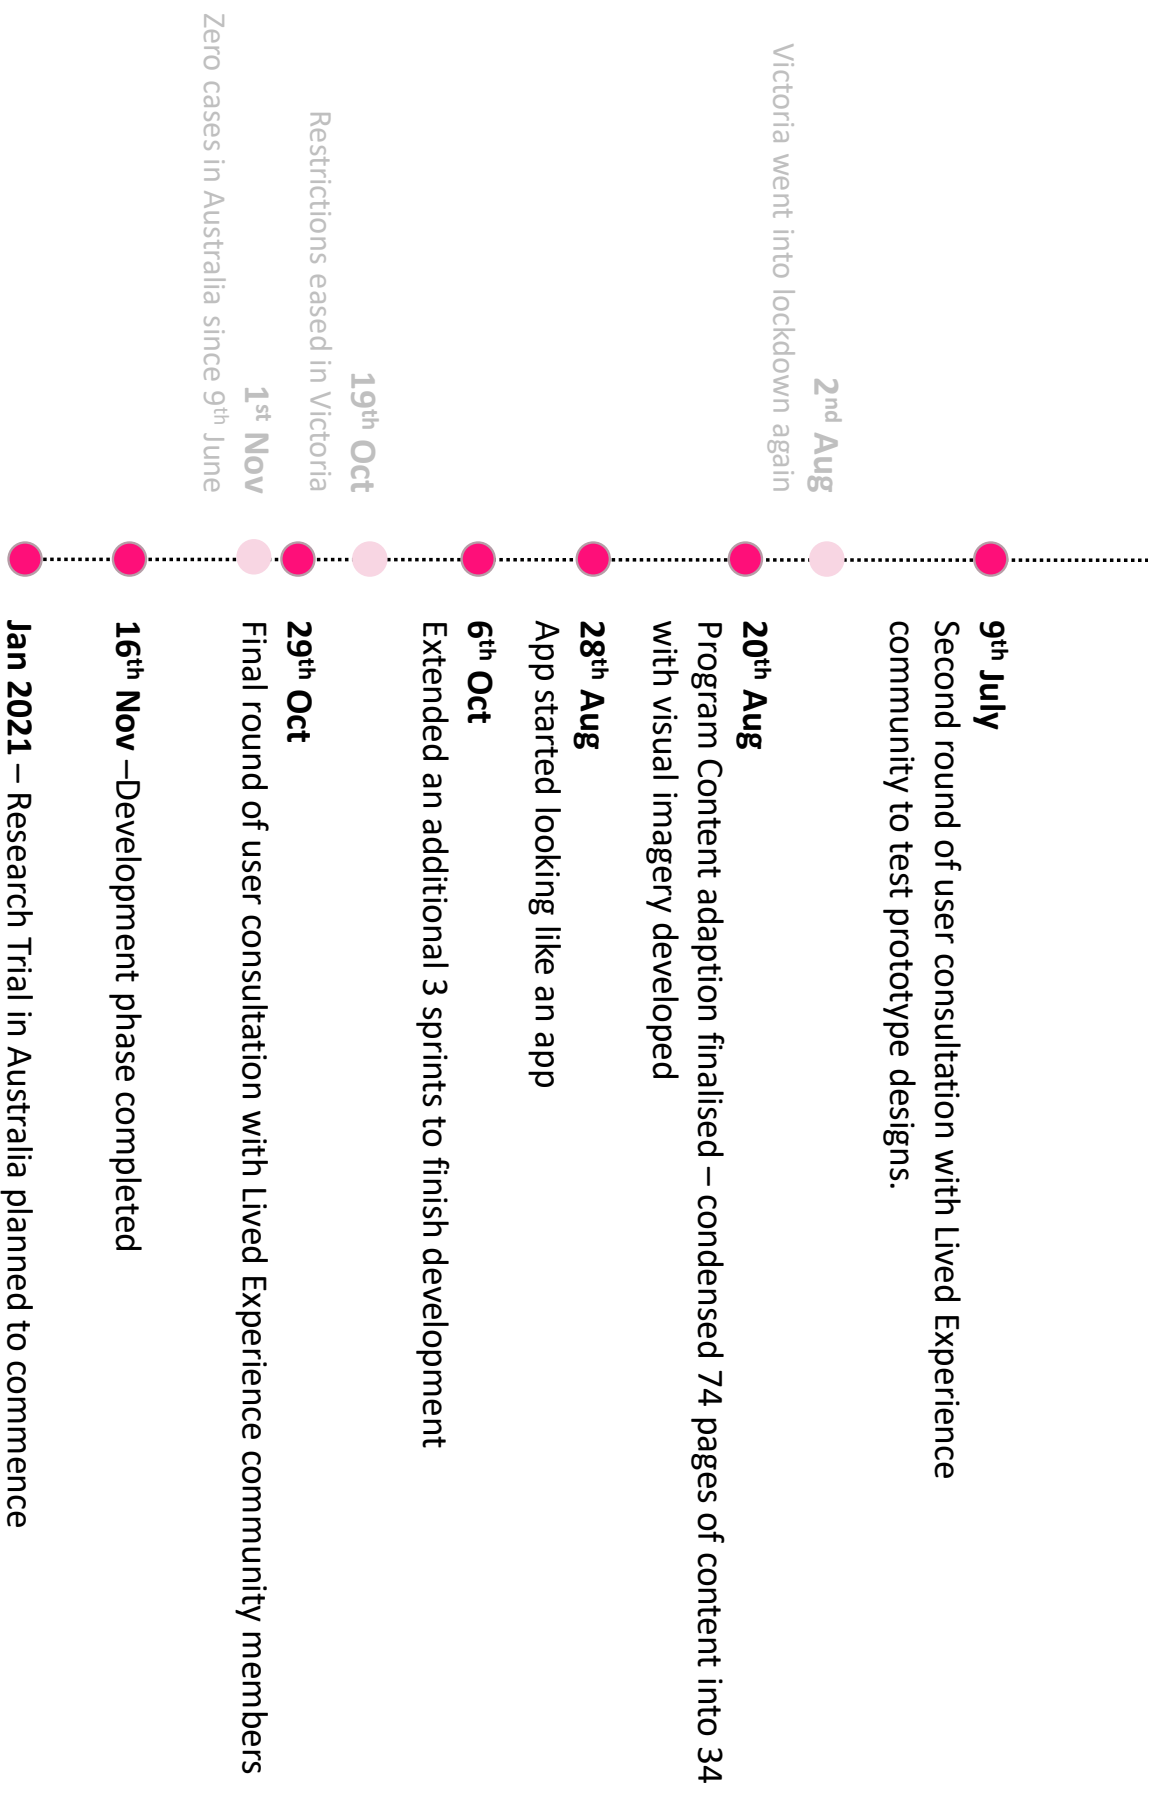 9th July
Second round of user consultation with Lived Experience
community to test prototype designs.
2nd Aug
Victoria went into lockdown again
20th Aug
Program Content adaption finalised – condensed 74 pages of content into 34
with visual imagery developed
28th Aug
App started looking like an app
6th Oct
Extended an additional 3 sprints to finish development
19th Oct
Restrictions eased in Victoria
29th Oct
Final round of user consultation with Lived Experience community members
1st Nov
Zero cases in Australia since 9th June
16th Nov –Development phase completed
Jan 2021 – Research Trial in Australia planned to commence